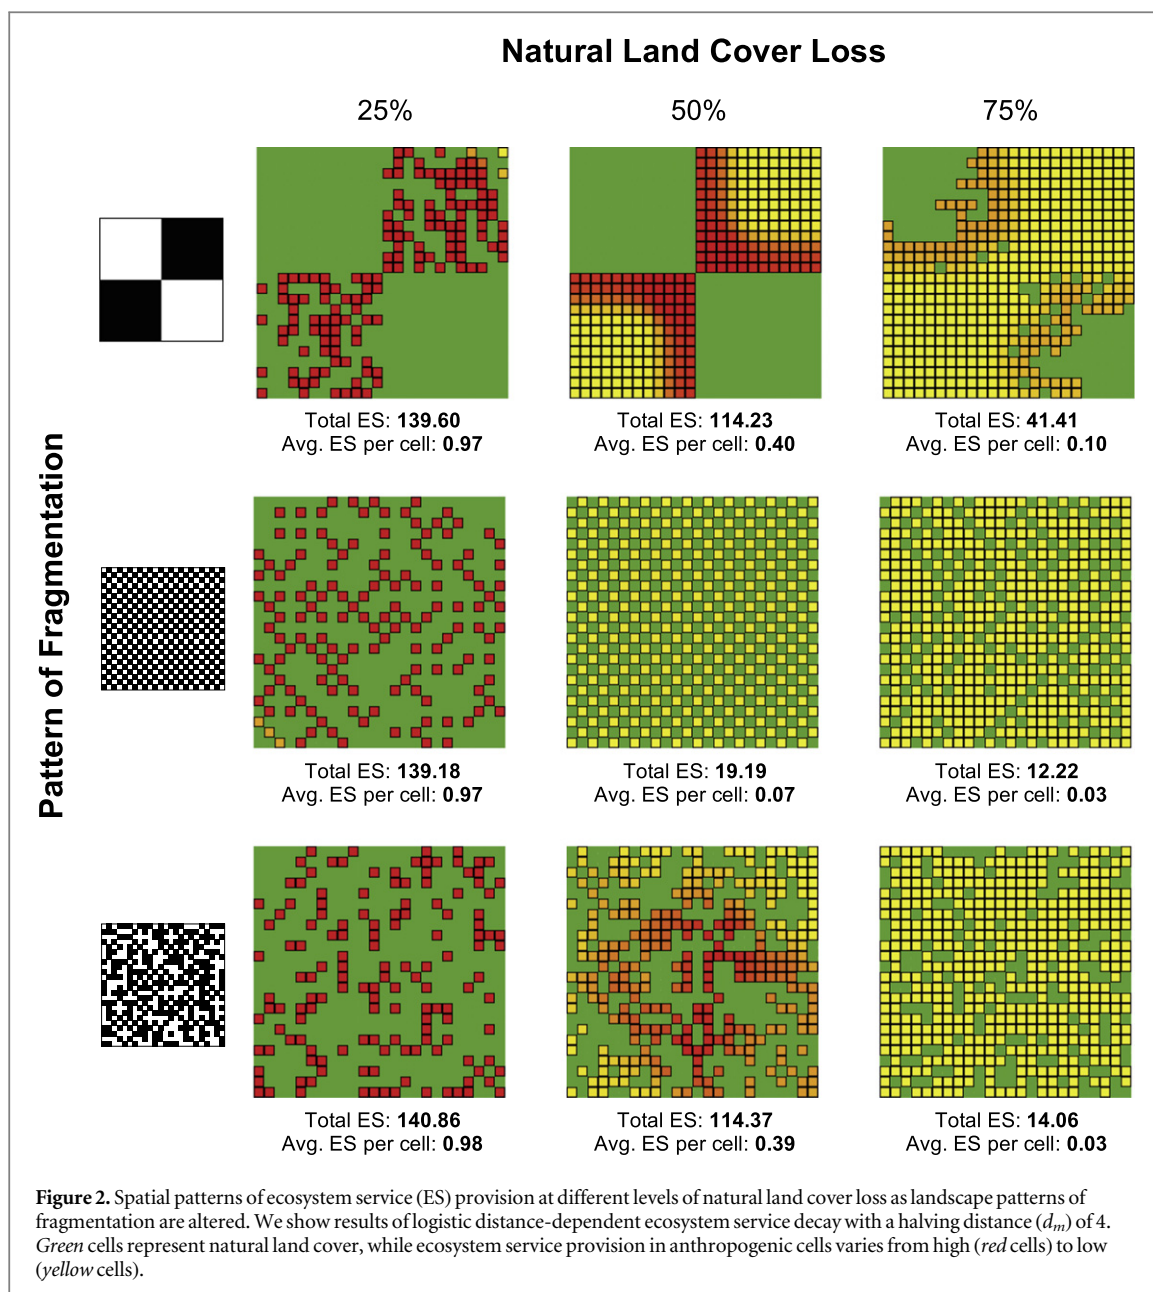 Natural Land Cover Loss
25%
50%
75%
Pattern of Fragmentation
Total ES: 139.60
Avg. ES per cell: 0.97
Total ES: 114.23
Avg. ES per cell: 0.40
Total ES: 41.41
Avg. ES per cell: 0.10
Total ES: 139.18
Avg. ES per cell: 0.97
Total ES: 19.19
Avg. ES per cell: 0.07
Total ES: 12.22
Avg. ES per cell: 0.03
Total ES: 140.86
Avg. ES per cell: 0.98
Total ES: 114.37
Avg. ES per cell: 0.39
Total ES: 14.06
Avg. ES per cell: 0.03
Figure 2. Spatial patterns of ecosystem service (ES) provision at different levels of natural land cover loss as landscape patterns of
fragmentation are altered. We show results of logistic distance-dependent ecosystem service decay with a halving distance (dm) of 4.
Green cells represent natural land cover, while ecosystem service provision in anthropogenic cells varies from high (red cells) to low
(yellow cells).